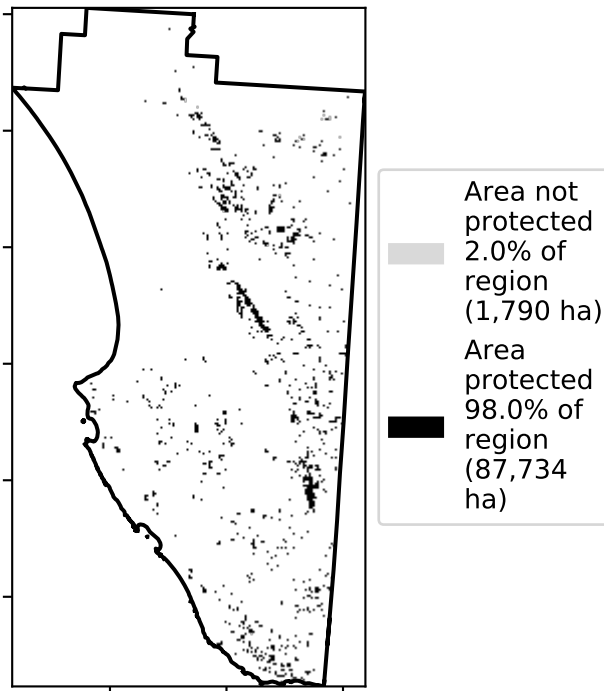 Area not
protected
2.0% of
region
(1,790 ha)
Area
protected
98.0% of
region
(87,734
ha)